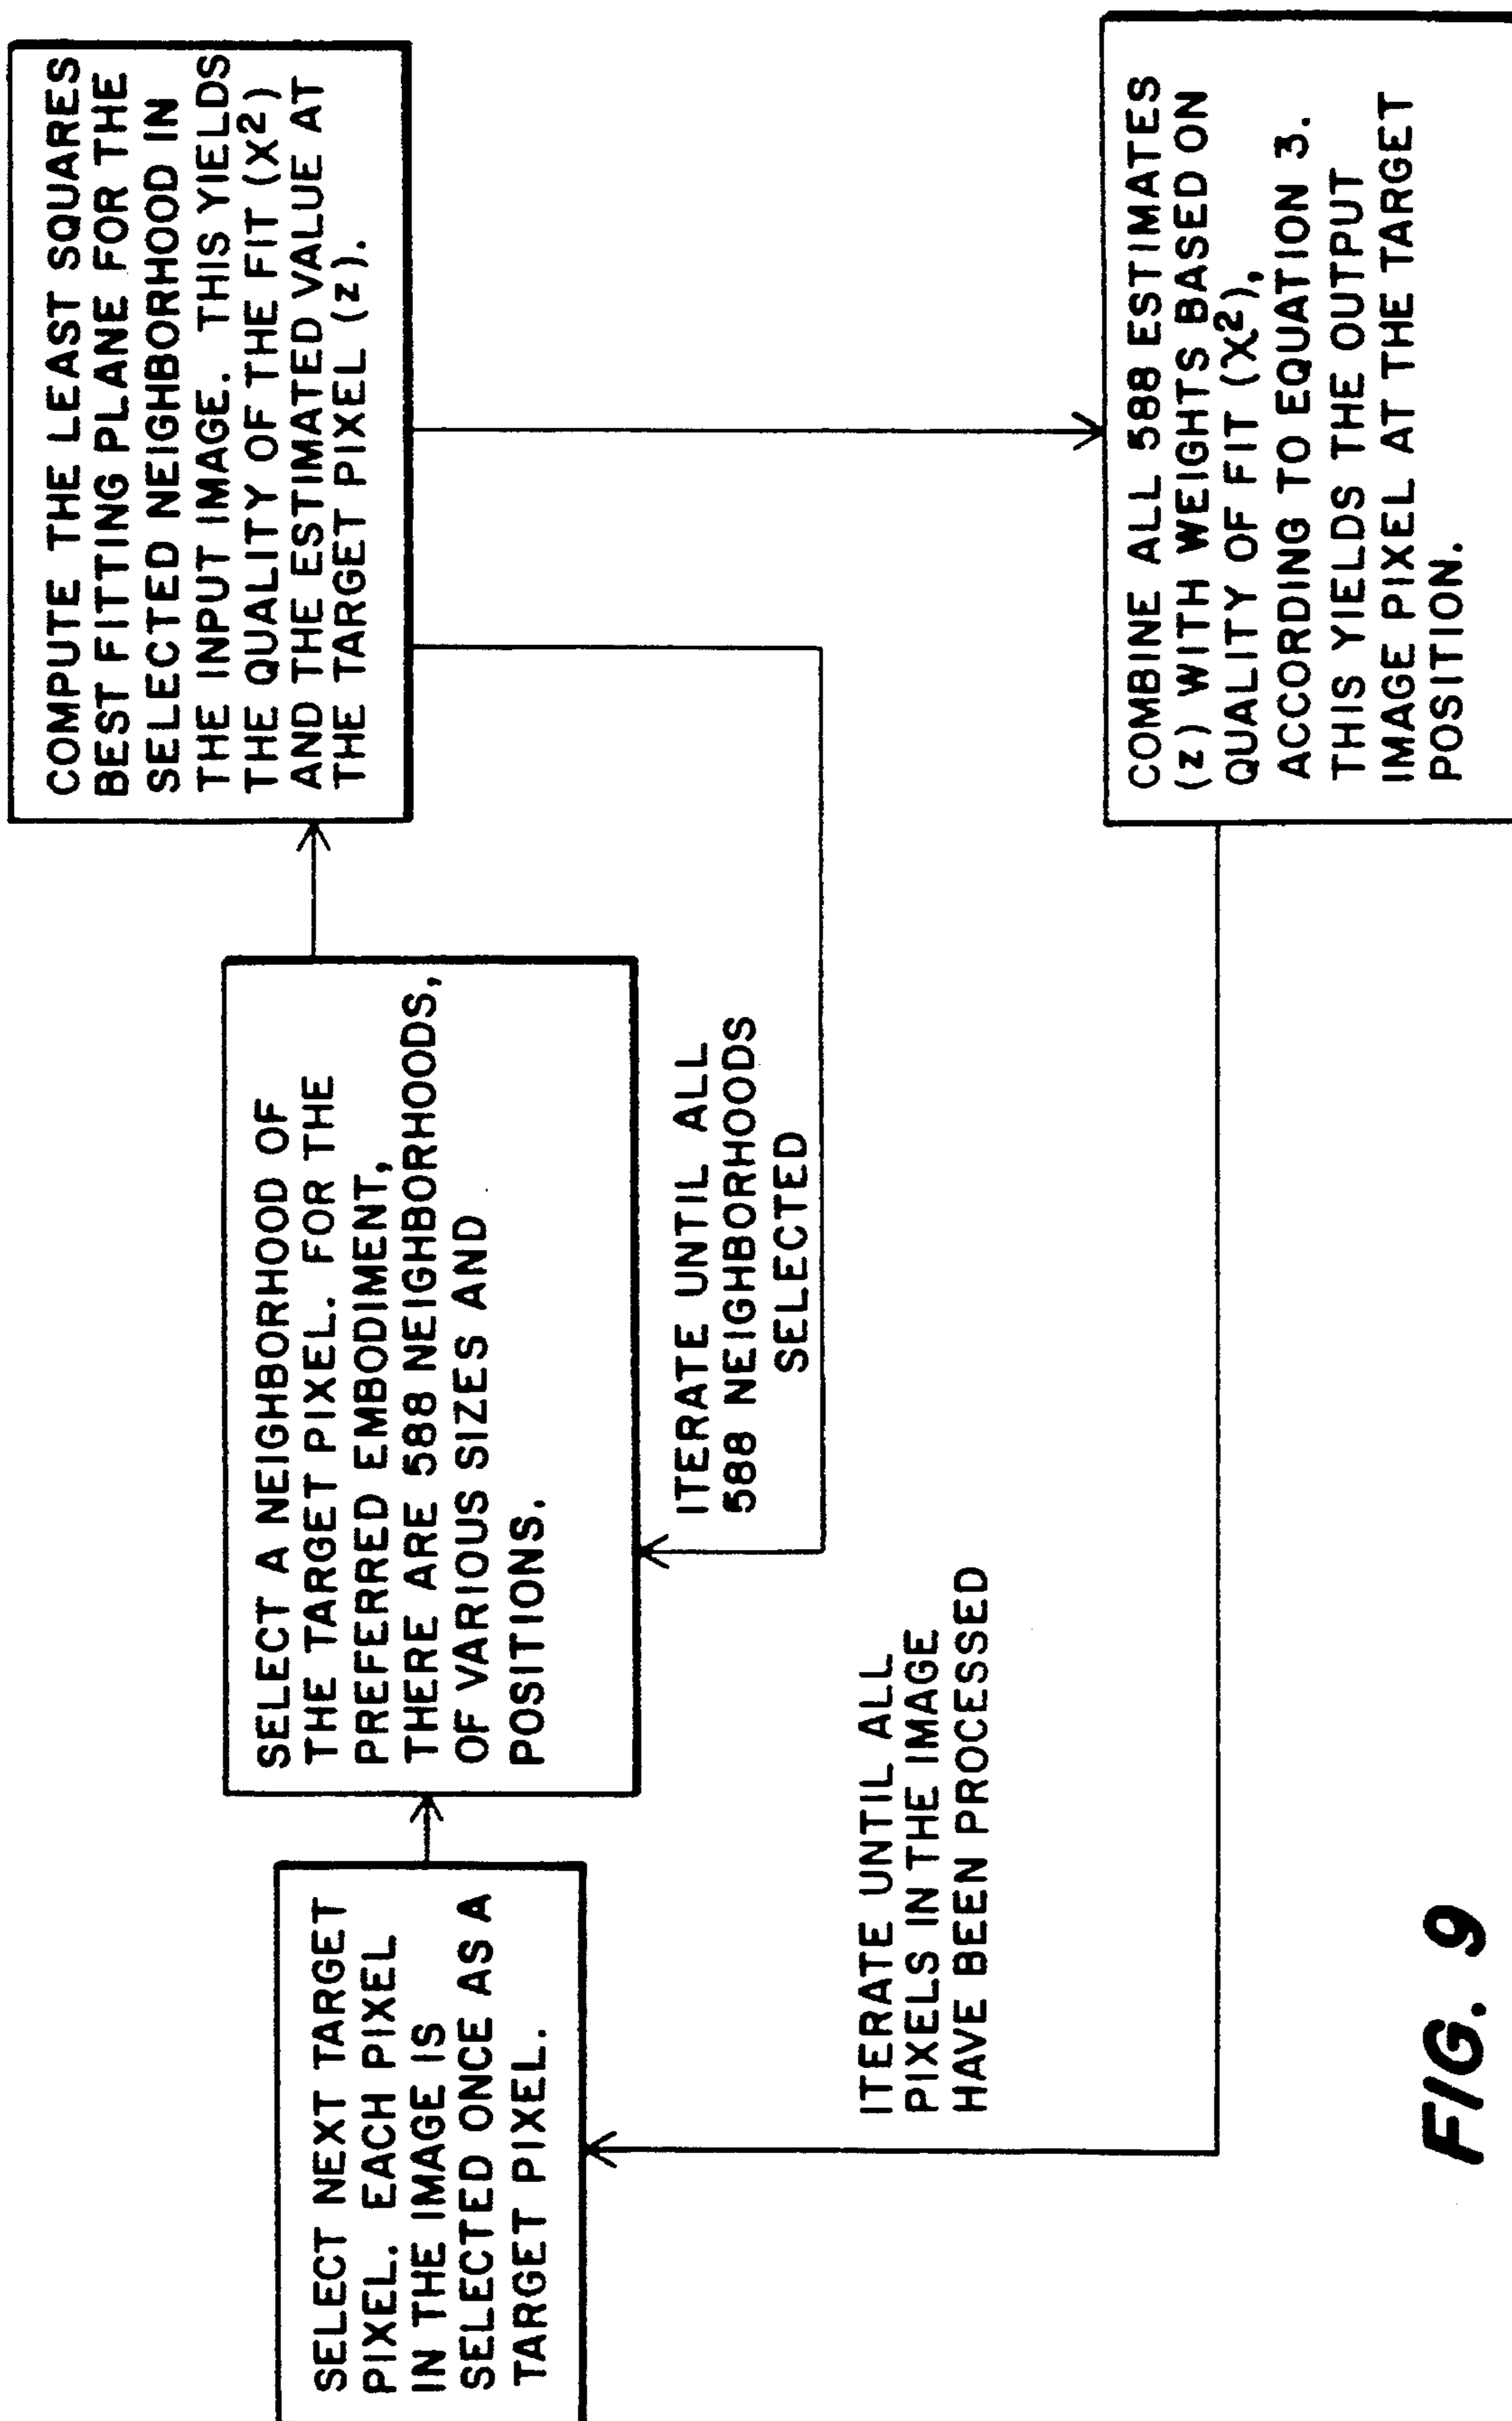 SELECT NEXT TARGET
PIXEL. EACH PIXEL
IN THE IMAGE IS
SELECTED ONCE AS A
TARGET PIXEL.
SELECT A NEIGHBORHOOD OF
THE TARGET PIXEL. FOR THE
PREFERRED EMBODIMENT,
THERE ARE 588 NEIGHBORHOODS,
OF VARIOUS SIZES AND
POSITIONS.
COMPUTE THE LEAST SQUARES
BEST FITTING PLANE FOR THE
SELECTED NEIGHBORHOOD IN
THE INPUT IMAGE. THIS YIELDS
THE QUALITY OF THE FIT (X²)
AND THE ESTIMATED VALUE AT
THE TARGET PIXEL (z).
ITERATE UNTIL ALL
588 NEIGHBORHOODS
SELECTED
ITERATE UNTIL ALL
PIXELS IN THE IMAGE
HAVE BEEN PROCESSED
COMBINE ALL 588 ESTIMATES
(z) WITH WEIGHTS BASED ON
QUALITY OF FIT (X²),
ACCORDING TO EQUATION 3.
THIS YIELDS THE OUTPUT
IMAGE PIXEL AT THE TARGET
POSITION.
FIG. 9